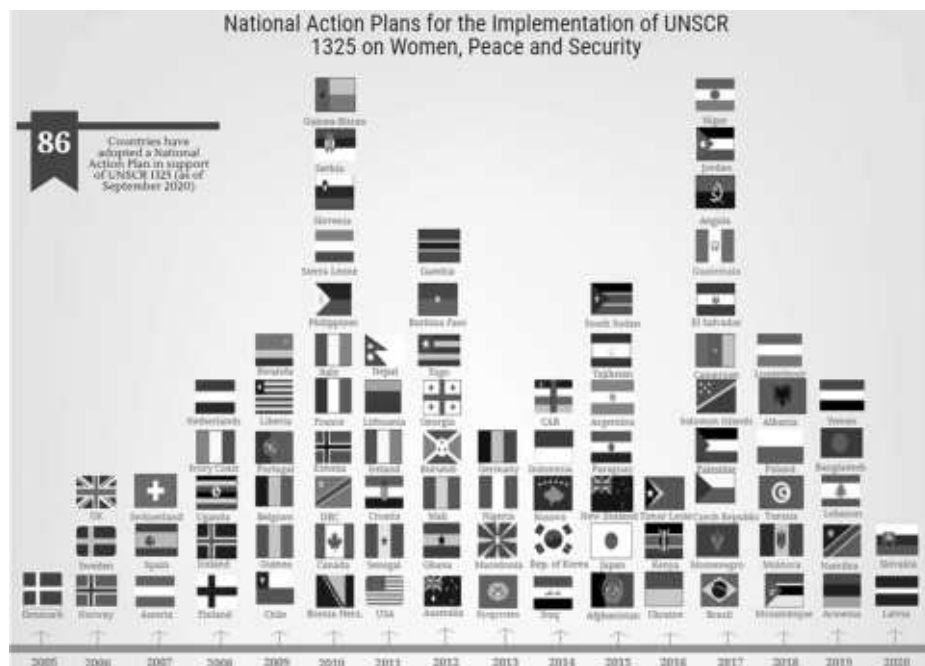 National Action Plans for the Implementation of UNSCR
1325 on Women, Peace and Security
86
Countries have
adopted a National
Action Plan in support
of UNSCR 1325 (as of
September 2020)
Guinea-Bissau Niger
Serbia Jordan
Slovenia Angola
Sierra Leone Gambia Guatemala
Philippines Burkina Faso South Sudan El Salvador
Rwanda Italy Nepal Togo Tajikistan Cameroon Luxembourg
Netherlands Liberia France Lithuania Georgia CAR Argentina Solomon Islands Albania Yemen
Ivory Coast Portugal Estonia Ireland Burundi Germany Indonesia Paraguay Palestine Poland Bangladesh
UK Switzerland Uganda Belgium DRC Croatia Mali Nigeria Kosovo New Zealand Timor Leste Czech Republic Tunisia Lebanon
Sweden Spain Iceland Guinea Canada Senegal Ghana Macedonia Rep. of Korea Japan Kenya Montenegro Moldova Namibia Slovakia
Denmark Norway Austria Finland Chile Bosnia Herz. USA Australia Iraq Afghanistan Ukraine Brazil Mozambique Armenia Latvia
2005 2006 2007 2008 2009 2010 2011 2012 2013 2014 2015 2016 2017 2018 2019 2020